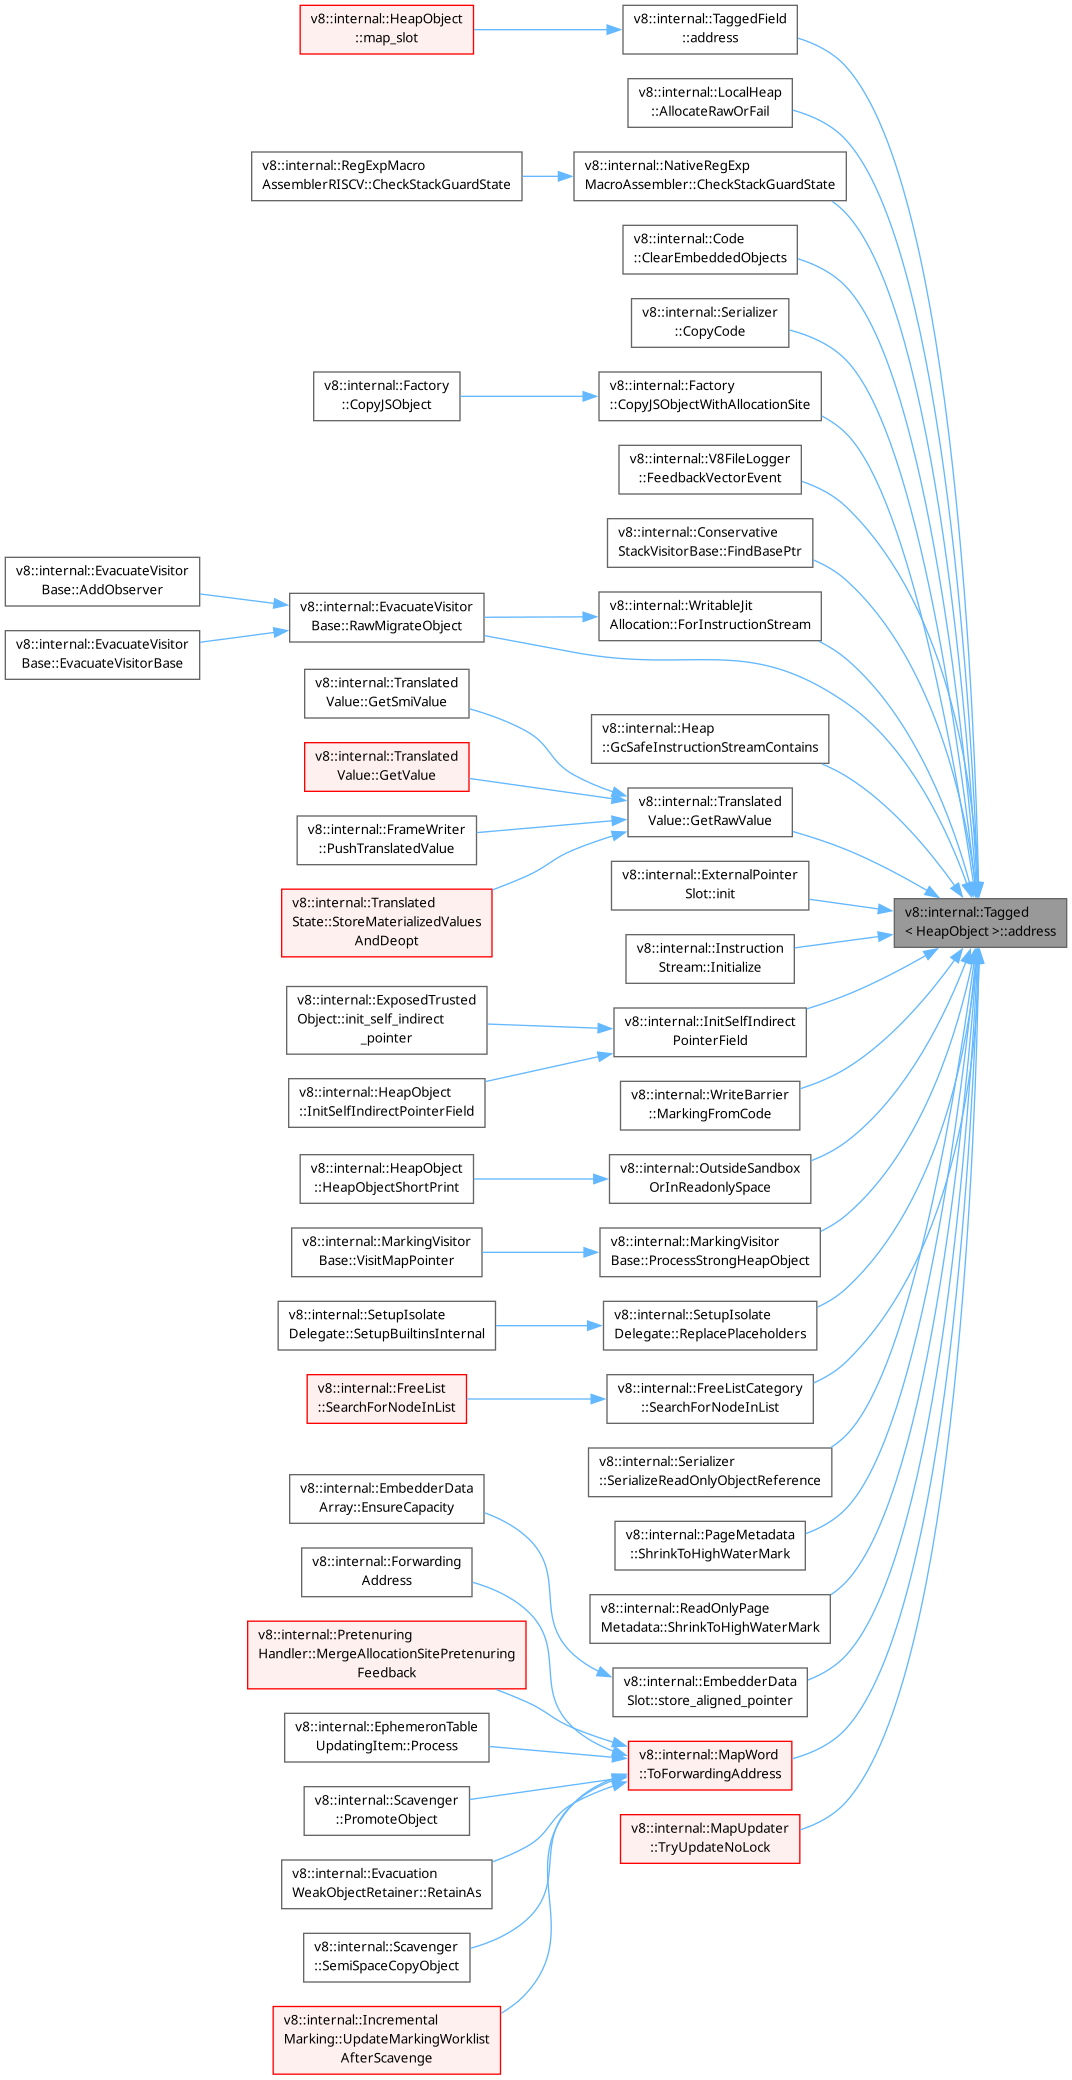 v8::internal::HeapObject
::map_slot
v8::internal::TaggedField
::address
v8::internal::LocalHeap
::AllocateRawOrFail
v8::internal::RegExpMacro
AssemblerRISCV::CheckStackGuardState
v8::internal::NativeRegExp
MacroAssembler::CheckStackGuardState
v8::internal::Code
::ClearEmbeddedObjects
v8::internal::Serializer
::CopyCode
v8::internal::Factory
::CopyJSObject
v8::internal::Factory
::CopyJSObjectWithAllocationSite
v8::internal::V8FileLogger
::FeedbackVectorEvent
v8::internal::Conservative
StackVisitorBase::FindBasePtr
v8::internal::EvacuateVisitor
Base::AddObserver
v8::internal::EvacuateVisitor
Base::EvacuateVisitorBase
v8::internal::EvacuateVisitor
Base::RawMigrateObject
v8::internal::WritableJit
Allocation::ForInstructionStream
v8::internal::Translated
Value::GetSmiValue
v8::internal::Heap
::GcSafeInstructionStreamContains
v8::internal::Translated
Value::GetValue
v8::internal::Translated
Value::GetRawValue
v8::internal::FrameWriter
::PushTranslatedValue
v8::internal::ExternalPointer
Slot::init
v8::internal::Translated
State::StoreMaterializedValues
AndDeopt
v8::internal::Tagged
< HeapObject >::address
v8::internal::Instruction
Stream::Initialize
v8::internal::ExposedTrusted
Object::init_self_indirect
_pointer
v8::internal::InitSelfIndirect
PointerField
v8::internal::HeapObject
::InitSelfIndirectPointerField
v8::internal::WriteBarrier
::MarkingFromCode
v8::internal::HeapObject
::HeapObjectShortPrint
v8::internal::OutsideSandbox
OrInReadonlySpace
v8::internal::MarkingVisitor
Base::VisitMapPointer
v8::internal::MarkingVisitor
Base::ProcessStrongHeapObject
v8::internal::SetupIsolate
Delegate::SetupBuiltinsInternal
v8::internal::SetupIsolate
Delegate::ReplacePlaceholders
v8::internal::FreeList
::SearchForNodeInList
v8::internal::FreeListCategory
::SearchForNodeInList
v8::internal::Serializer
::SerializeReadOnlyObjectReference
v8::internal::EmbedderData
Array::EnsureCapacity
v8::internal::PageMetadata
::ShrinkToHighWaterMark
v8::internal::Forwarding
Address
v8::internal::ReadOnlyPage
Metadata::ShrinkToHighWaterMark
v8::internal::Pretenuring
Handler::MergeAllocationSitePretenuring
Feedback
v8::internal::EmbedderData
Slot::store_aligned_pointer
v8::internal::EphemeronTable
UpdatingItem::Process
v8::internal::MapWord
::ToForwardingAddress
v8::internal::Scavenger
::PromoteObject
v8::internal::MapUpdater
::TryUpdateNoLock
v8::internal::Evacuation
WeakObjectRetainer::RetainAs
v8::internal::Scavenger
::SemiSpaceCopyObject
v8::internal::Incremental
Marking::UpdateMarkingWorklist
AfterScavenge